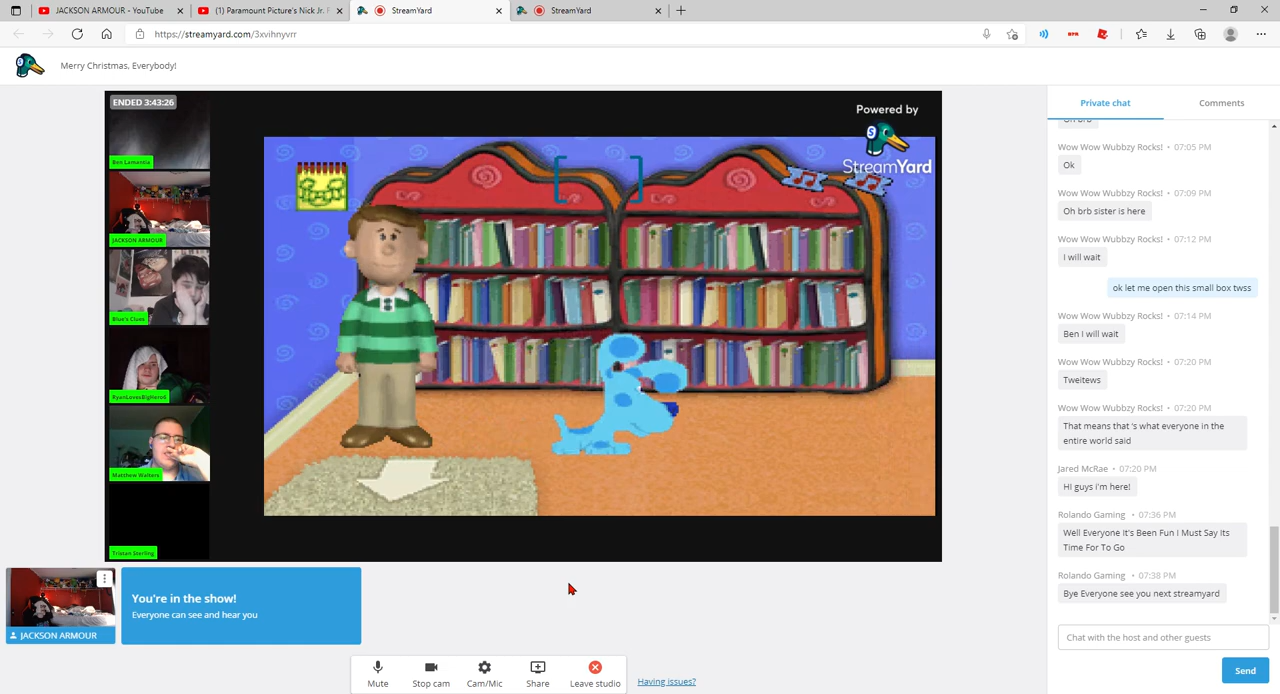 JACKSON ARMOUR - YouTube
(1) Paramount Picture's Nick Jr. F
StreamYard
StreamYard
https://streamyard.com/3xvihnyvrr
Merry Christmas, Everybody!
ENDED 3:43:26
Ben Lamantia
JACKSON ARMOUR
Blue's Clues
RyanLovesBigHero6
Matthew Walters
Tristan Sterling
Powered by
StreamYard
You're in the show!
Everyone can see and hear you
JACKSON ARMOUR
Mute
Stop cam
Cam/Mic
Share
Leave studio
Having issues?
Private chat
Comments
Wow Wow Wubbzy Rocks! • 07:05 PM
Ok
Wow Wow Wubbzy Rocks! • 07:09 PM
Oh brb sister is here
Wow Wow Wubbzy Rocks! • 07:12 PM
I will wait
ok let me open this small box twss
Wow Wow Wubbzy Rocks! • 07:14 PM
Ben I will wait
Wow Wow Wubbzy Rocks! • 07:20 PM
Tweitews
Wow Wow Wubbzy Rocks! • 07:20 PM
That means that 's what everyone in the
entire world said
Jared McRae • 07:20 PM
Hi guys i'm here!
Rolando Gaming • 07:36 PM
Well Everyone It's Been Fun I Must Say Its
Time For To Go
Rolando Gaming • 07:38 PM
Bye Everyone see you next streamyard
Chat with the host and other guests
Send